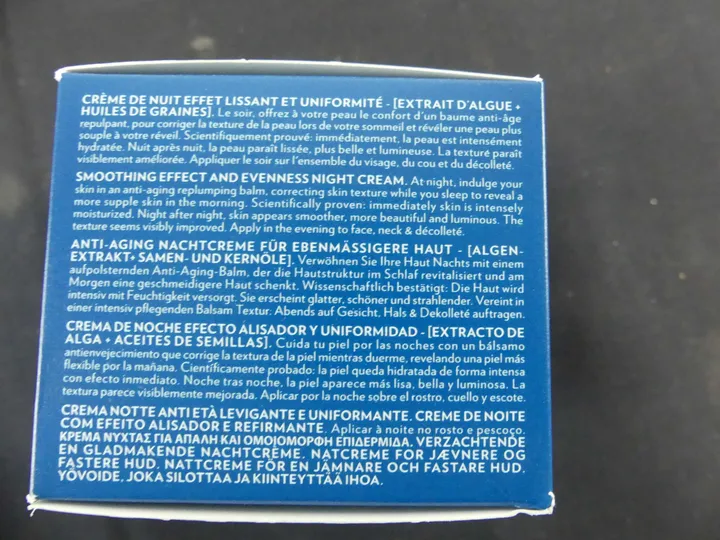 CRÈME DE NUIT EFFET LISSANT ET UNIFORMITÉ - [EXTRAIT D'ALGUE +
HUILES DE GRAINES]. Le soir, offrez à votre peau le confort d'un baume anti-âge
repulpant, pour corriger la texture de la peau lors de votre sommeil et révéler une peau plus
souple à votre réveil. Scientifiquement prouvé: immédiatement, la peau est intensément
hydratée. Nuit après nuit, la peau paraît lissée, plus belle et lumineuse. La texture paraît
visiblement améliorée. Appliquer le soir sur l'ensemble du visage, du cou et du décolleté.
SMOOTHING EFFECT AND EVENNESS NIGHT CREAM. At night, indulge your
skin in an anti-aging replumping balm, correcting skin texture while you sleep to reveal a
more supple skin in the morning. Scientifically proven: immediately skin is intensely
moisturized. Night after night, skin appears smoother, more beautiful and luminous. The
texture seems visibly improved. Apply in the evening to face, neck & décolleté.
ANTI-AGING NACHTCREME FÜR EBENMÄSSIGERE HAUT - [ALGEN-
EXTRAKT+ SAMEN- UND KERNÖLE]. Verwöhnen Sie Ihre Haut Nachts mit einem
aufpolsternden Anti-Aging-Balm, der die Hautstruktur im Schlaf revitalisiert und am
Morgen eine geschmeidigere Haut schenkt. Wissenschaftlich bestätigt: Die Haut wird
intensiv mit Feuchtigkeit versorgt. Sie erscheint glatter, schöner und strahlender. Vereint in
einer intensiv pflegenden Balsam Textur. Abends auf Gesicht, Hals & Dekolleté auftragen.
CREMA DE NOCHE EFECTO ALISADOR Y UNIFORMIDAD - [EXTRACTO DE
ALGA + ACEITES DE SEMILLAS]. Cuida tu piel por las noches con un bálsamo
antienvejecimiento que corrige la textura de la piel mientras duerme, revelando una piel más
flexible por la mañana. Científicamente probado: la piel queda hidratada de forma intensa
con efecto inmediato. Noche tras noche, la piel aparece más lisa, bella y luminosa. La
textura parece visiblemente mejorada. Aplicar por la noche sobre el rostro, cuello y escote.
CREMA NOTTE ANTI ETÀ LEVIGANTE E UNIFORMANTE. CREME DE NOITE
COM EFEITO ALISADOR E REFIRMANTE. Aplicar à noite no rosto e pescoço.
ΚΡΕΜΑ ΝΥΧΤΑΣ ΓΙΑ ΑΠΑΛΗ ΚΑΙ ΟΜΟΙΟΜΟΡΦΗ ΕΠΙΔΕΡΜΙΔΑ. VERZACHTENDE
EN GLADMAKENDE NACHTCRÈME. NATCREME FOR JÆVNERE OG
FASTERE HUD. NATTCREME FÖR EN JÄMNARE OCH FASTARE HUD.
YÖVOIDE, JOKA SILOTTAA JA KIINTEYTTÄÄ IHOA.